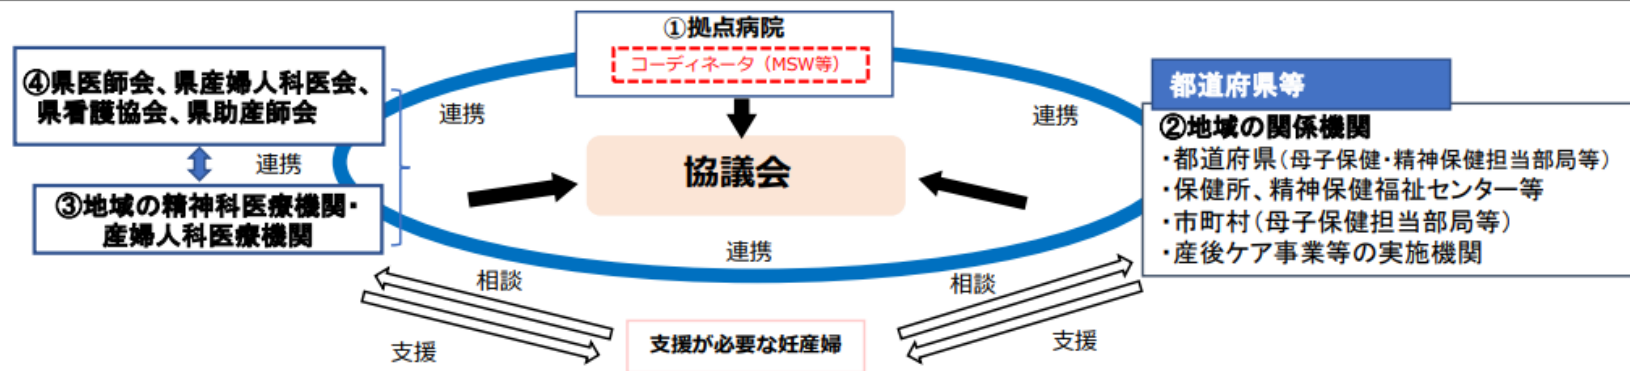 ①拠点病院
コーディネータ（MSW等）
④県医師会、県産婦人科医会、
県看護協会、県助産師会
連携
③地域の精神科医療機関・
産婦人科医療機関
連携
連携
協議会
連携
都道府県等
②地域の関係機関
・都道府県（母子保健・精神保健担当部局等）
・保健所、精神保健福祉センター等
・市町村（母子保健担当部局等）
・産後ケア事業等の実施機関
相談
支援
相談
支援
支援が必要な妊産婦